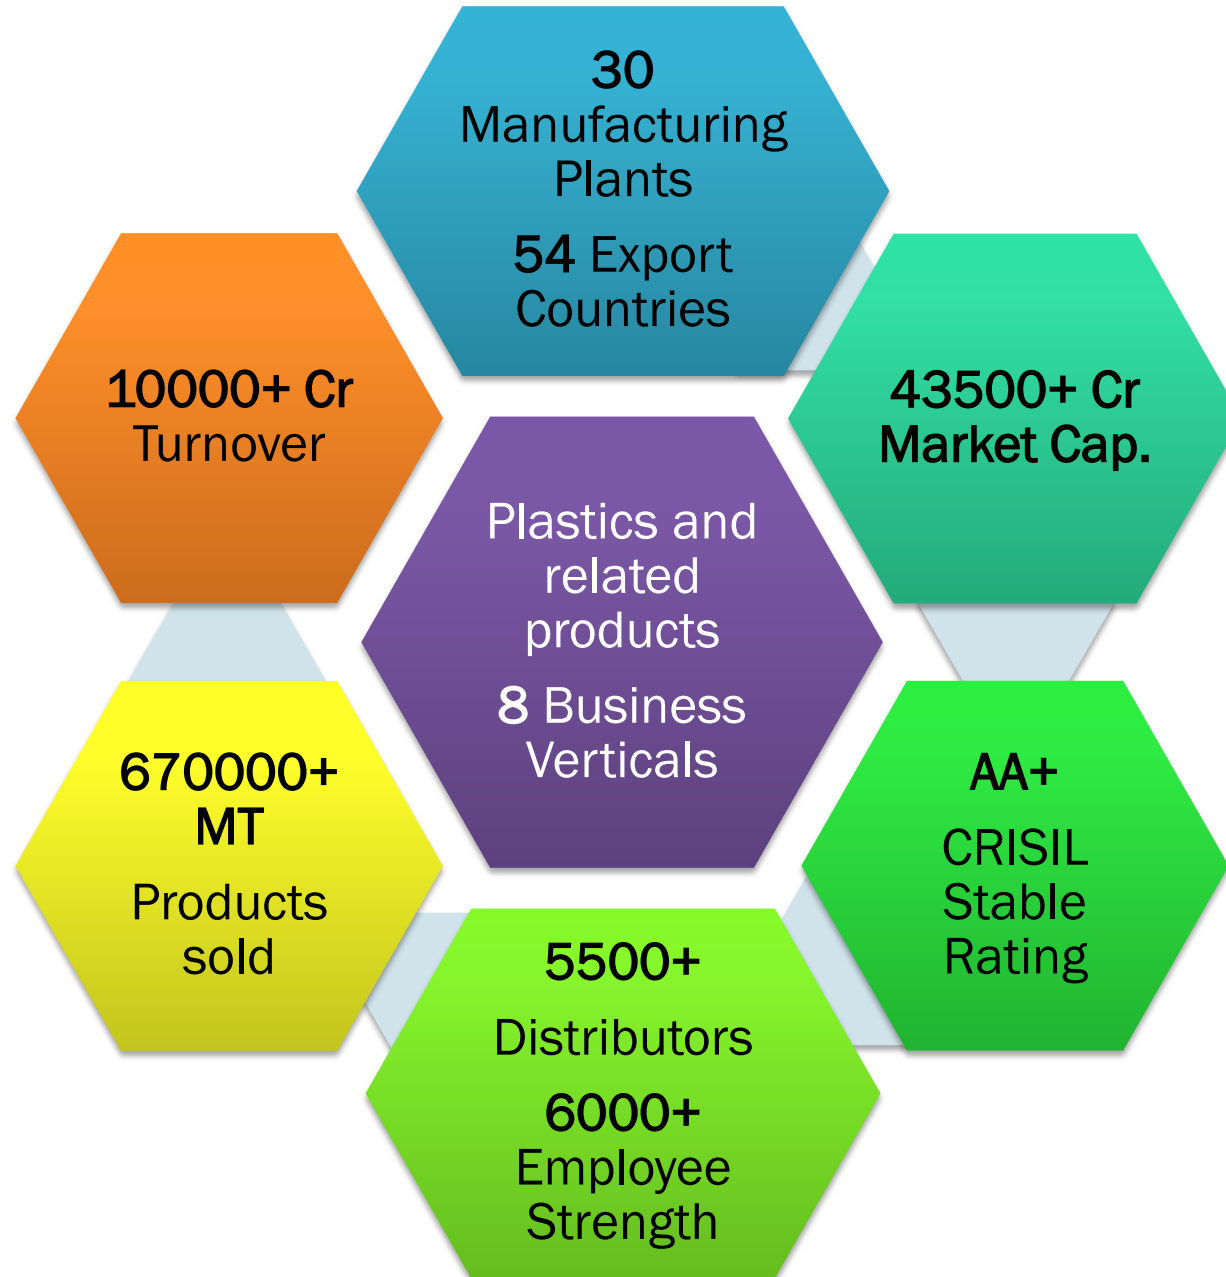 30
Manufacturing
Plants
54 Export
Countries
10000+ Cr
Turnover
43500+ Cr
Market Cap.
Plastics and
related
products
8 Business
Verticals
670000+
MT
Products
sold
AA+
CRISIL
Stable
Rating
5500+
Distributors
6000+
Employee
Strength